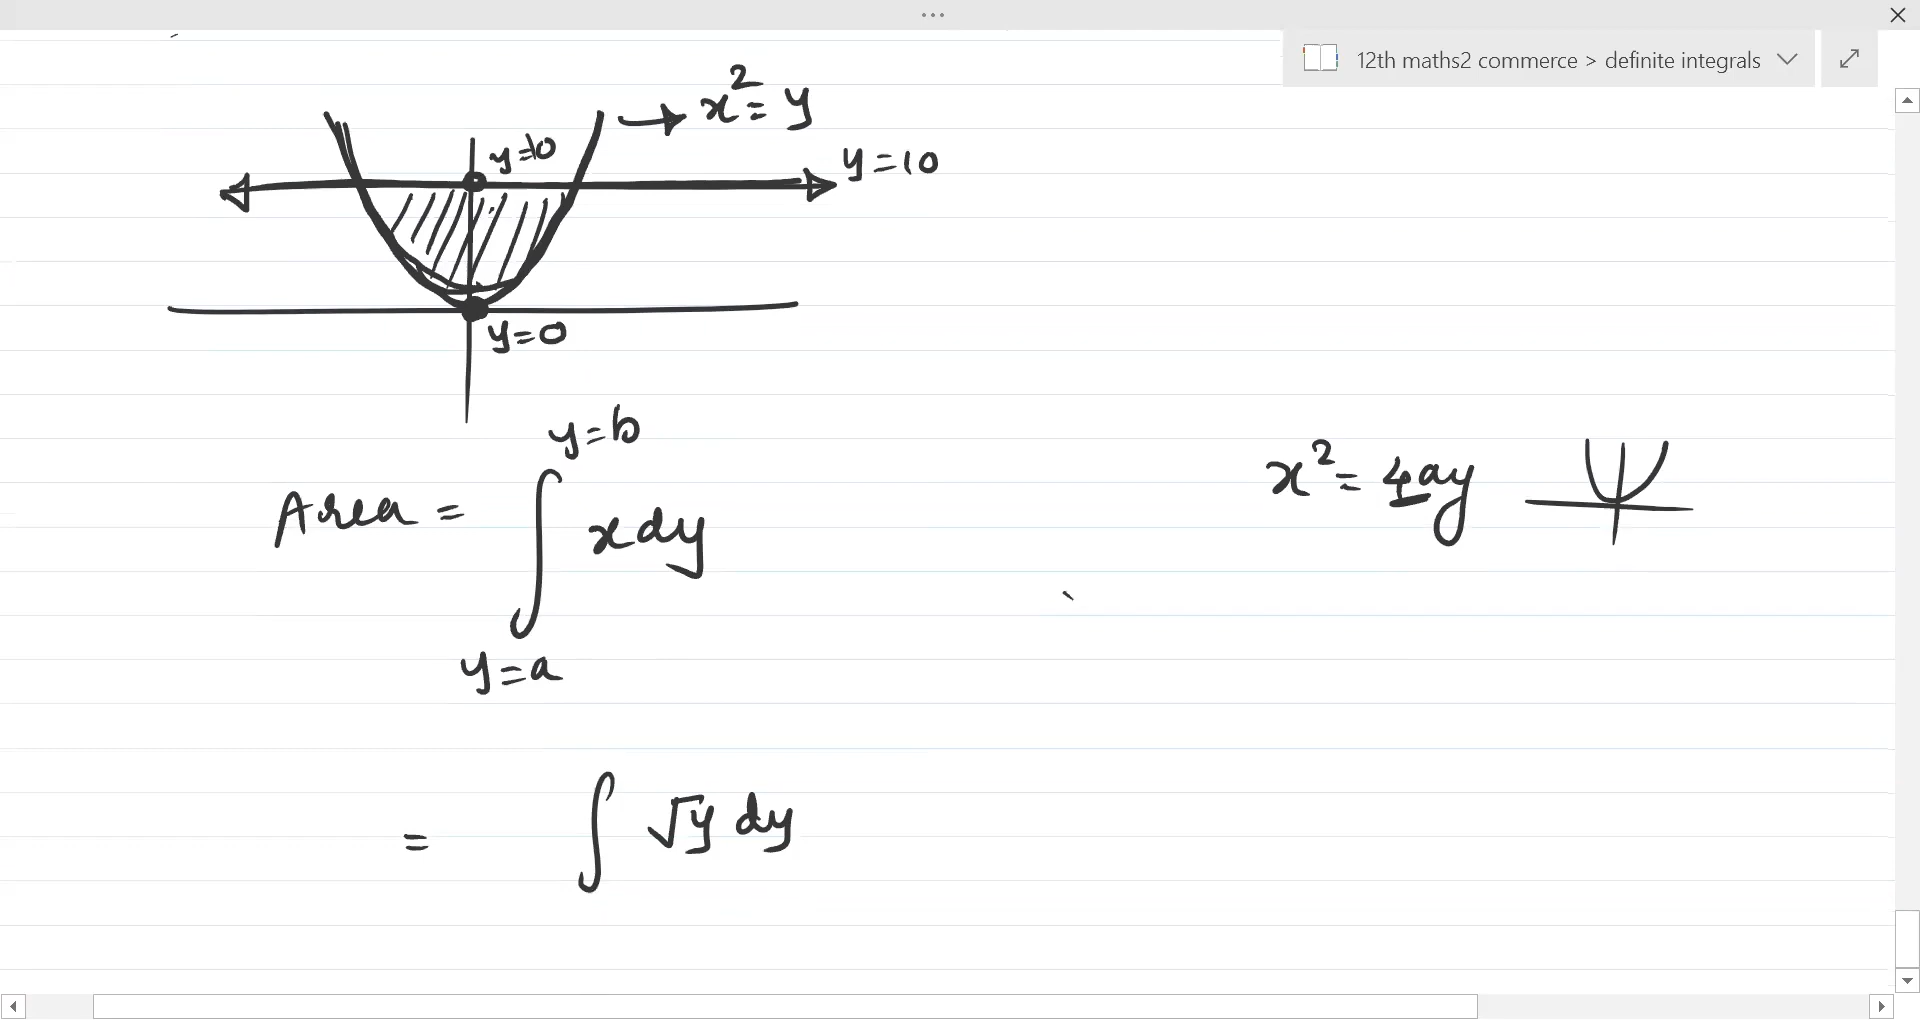 12th maths2 commerce > definite integrals
x² = y
y=10
y=10
y=0
y=b
Area = ∫ x dy
y=a
x² = 4ay
= ∫ √y dy